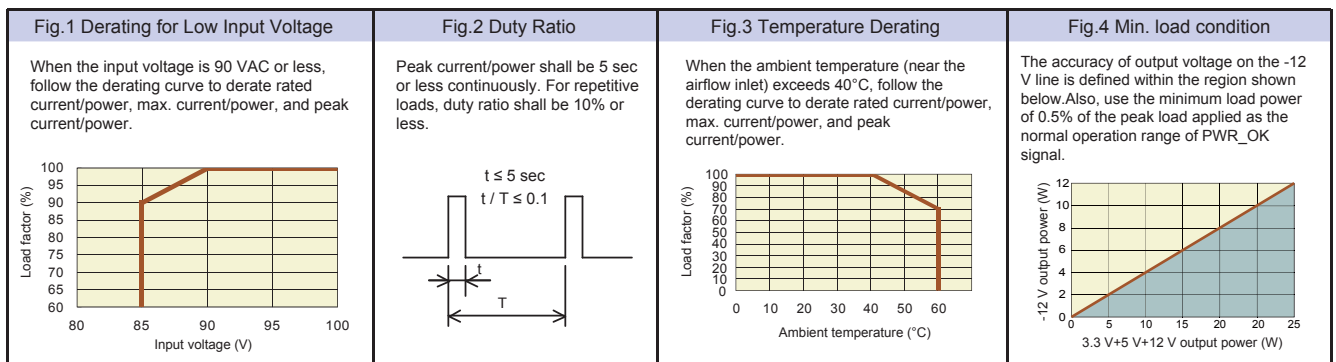 Fig.1 Derating for Low Input Voltage
When the input voltage is 90 VAC or less,
follow the derating curve to derate rated
current/power, max. current/power, and peak
current/power.
100
95
90
85
80
75
70
65
60
80 85 90 95 100
Load factor (%)
Input voltage (V)
Fig.2 Duty Ratio
Peak current/power shall be 5 sec
or less continuously. For repetitive
loads, duty ratio shall be 10% or
less.
t ≤ 5 sec
t / T ≤ 0.1
t
T
Fig.3 Temperature Derating
When the ambient temperature (near the
airflow inlet) exceeds 40°C, follow the
derating curve to derate rated current/power,
max. current/power, and peak
current/power.
100
90
80
70
60
50
40
30
20
10
0
0 10 20 30 40 50 60
Load factor (%)
Ambient temperature (°C)
Fig.4 Min. load condition
The accuracy of output voltage on the -12
V line is defined within the region shown
below.Also, use the minimum load power
of 0.5% of the peak load applied as the
normal operation range of PWR_OK
signal.
12
10
8
6
4
2
0
0 5 10 15 20 20 25
-12 V output power (W)
3.3 V+5 V+12 V output power (W)